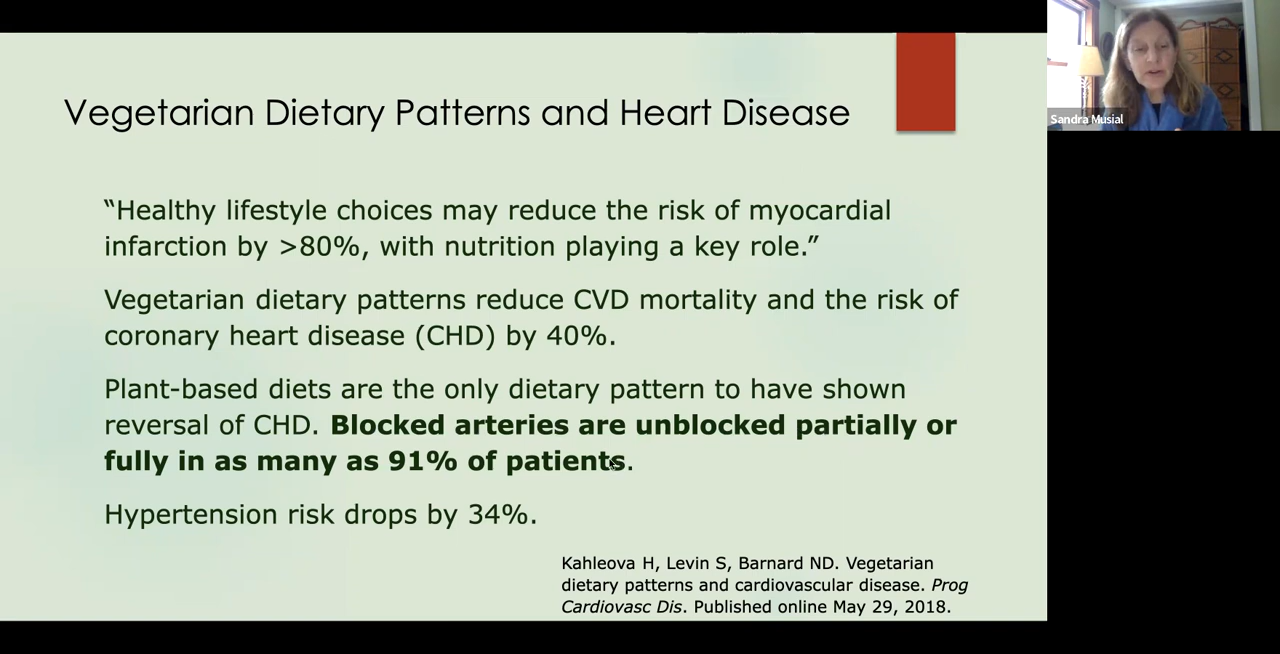 Vegetarian Dietary Patterns and Heart Disease
“Healthy lifestyle choices may reduce the risk of myocardial
infarction by >80%, with nutrition playing a key role.”
Vegetarian dietary patterns reduce CVD mortality and the risk of
coronary heart disease (CHD) by 40%.
Plant-based diets are the only dietary pattern to have shown
reversal of CHD. Blocked arteries are unblocked partially or
fully in as many as 91% of patients.
Hypertension risk drops by 34%.
Kahleova H, Levin S, Barnard ND. Vegetarian
dietary patterns and cardiovascular disease. Prog
Cardiovasc Dis. Published online May 29, 2018.
Sandra Musial